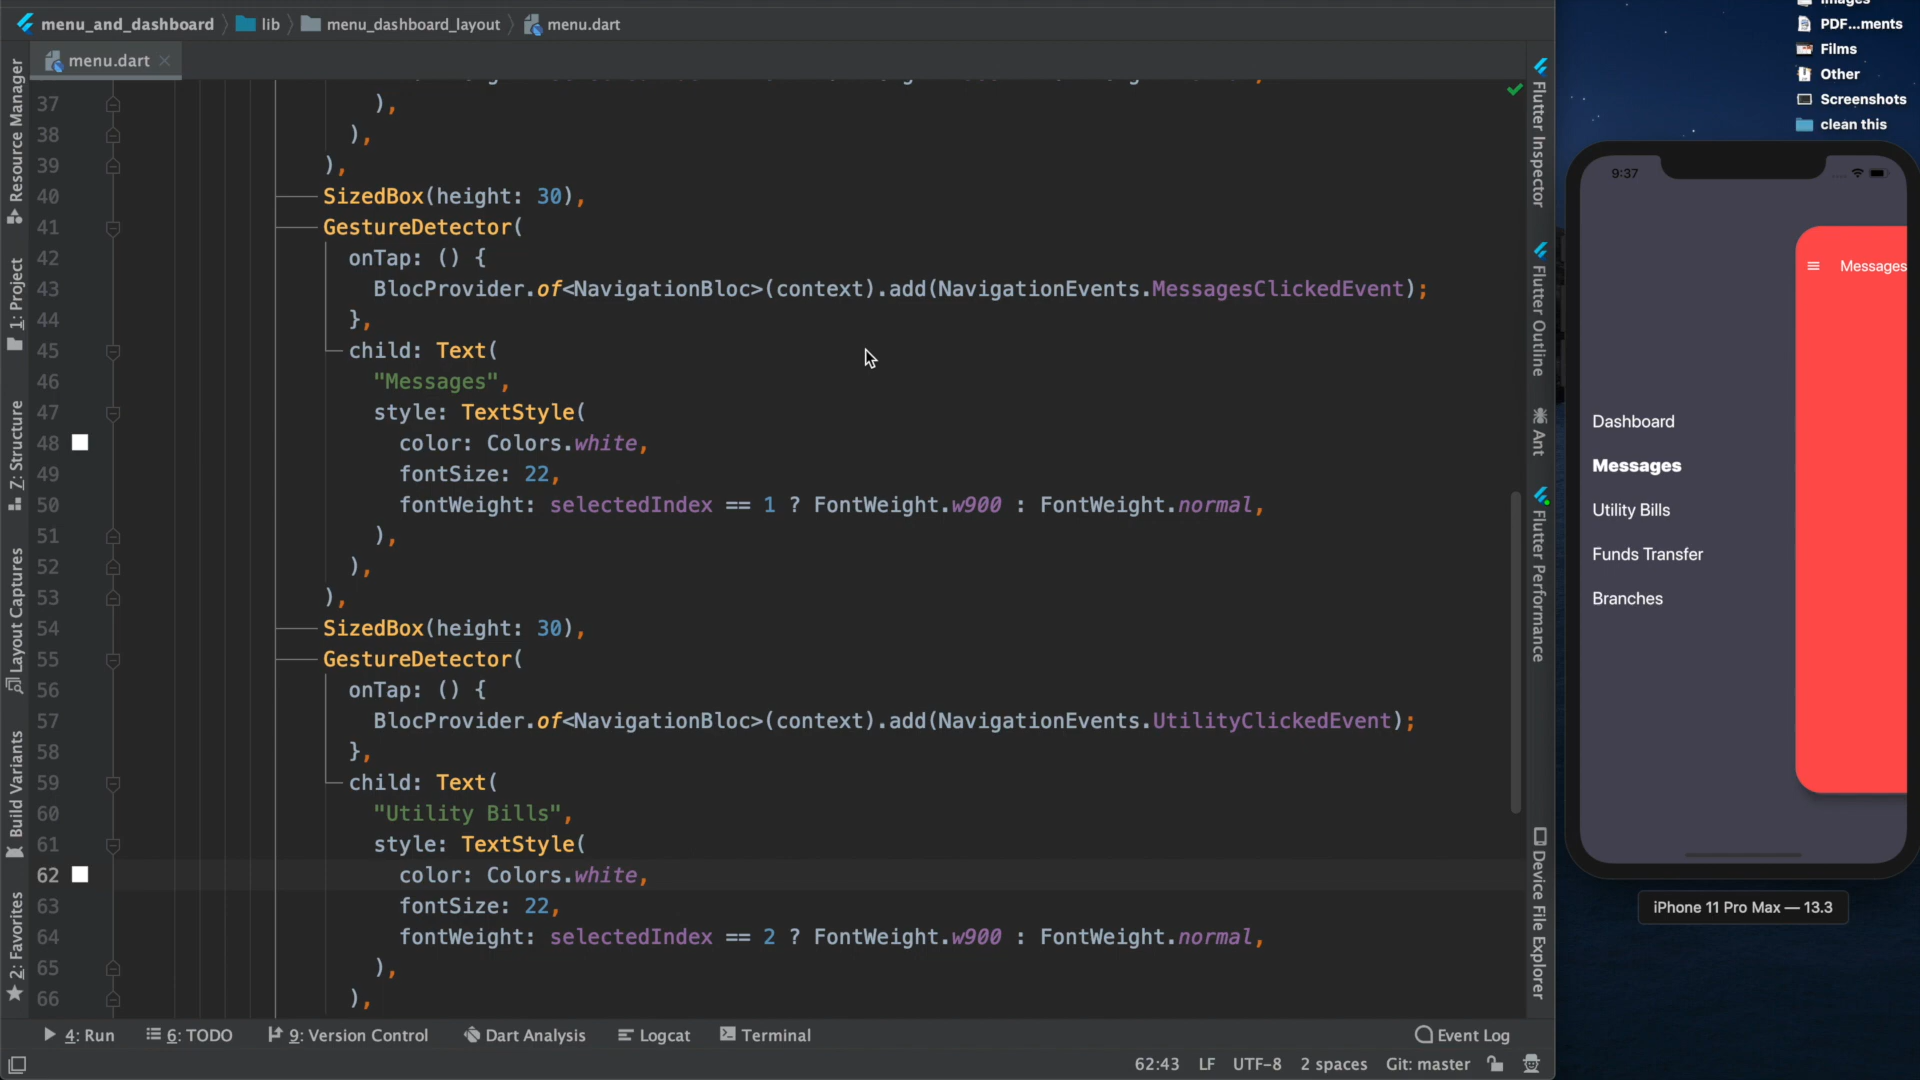 menu_and_dashboard lib menu_dashboard_layout menu.dart
menu.dart
37 ),
38 ),
39 ),
40 SizedBox(height: 30),
41 GestureDetector(
42 onTap: () {
43 BlocProvider.of<NavigationBloc>(context).add(NavigationEvents.MessagesClickedEvent);
44 },
45 child: Text(
46 "Messages",
47 style: TextStyle(
48 color: Colors.white,
49 fontSize: 22,
50 fontWeight: selectedIndex == 1 ? FontWeight.w900 : FontWeight.normal,
51 ),
52 ),
53 ),
54 SizedBox(height: 30),
55 GestureDetector(
56 onTap: () {
57 BlocProvider.of<NavigationBloc>(context).add(NavigationEvents.UtilityClickedEvent);
58 },
59 child: Text(
60 "Utility Bills",
61 style: TextStyle(
62 color: Colors.white,
63 fontSize: 22,
64 fontWeight: selectedIndex == 2 ? FontWeight.w900 : FontWeight.normal,
65 ),
66 ),
Resource Manager
1: Project
7: Structure
Layout Captures
Build Variants
2: Favorites
Flutter Inspector
Flutter Outline
Ant
Flutter Performance
Device File Explorer
4: Run 6: TODO 9: Version Control Dart Analysis Logcat Terminal Event Log
62:43 LF UTF-8 2 spaces Git: master
Images
PDF...ments
Films
Other
Screenshots
clean this
9:37
Messages
Dashboard
Messages
Utility Bills
Funds Transfer
Branches
iPhone 11 Pro Max — 13.3